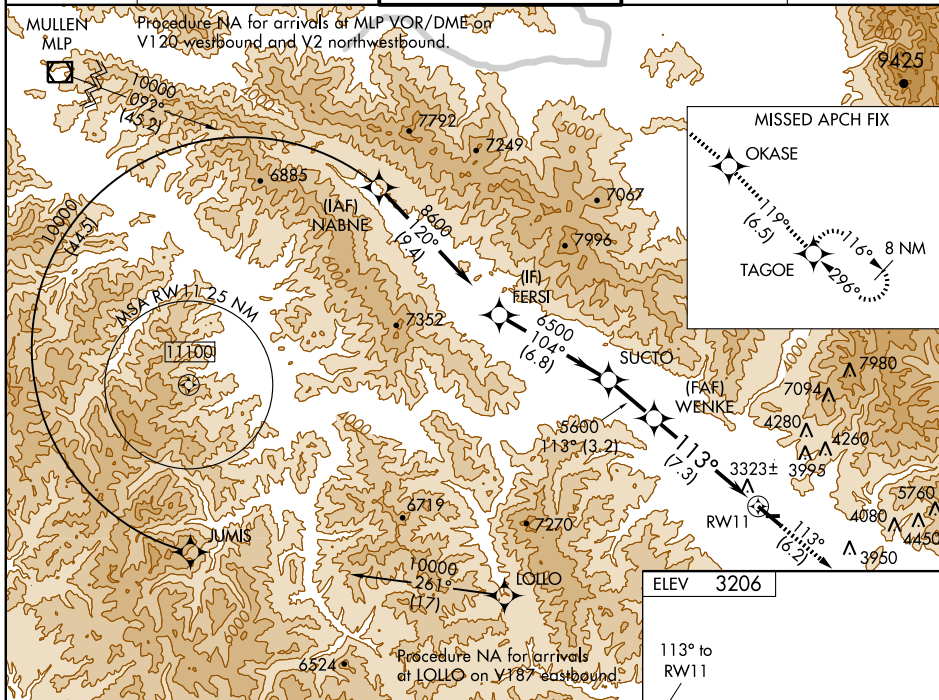 MULLEN
MLP
Procedure NA for arrivals at MLP VOR/DME on
V120 westbound and V2 northwestbound.
10000
093°
(45.2)
7792
7249
9425
MISSED APCH FIX
OKASE
119°
(6.5)
TAGOE
116°
8 NM
296°
5000
6885
(IAF)
NABNE
7067
7996
8600
120°
(9.4)
10000
(44.5)
(IF)
FERSI
MSA RW11 25 NM
11100
7352
6500
104°
(6.8)
SUCTO
(FAF)
WENKE
5600
113° (3.2)
4000
7980
7094
4280
4260
3995
113°
(7.3)
3323±
RW11
5760
4080
4450
3950
113°
(6.2)
6719
7270
JUMIS
10000
261°
(17)
LOLLO
6524
Procedure NA for arrivals
at LOLLO on V187 eastbound.
ELEV 3206
113° to
RW11